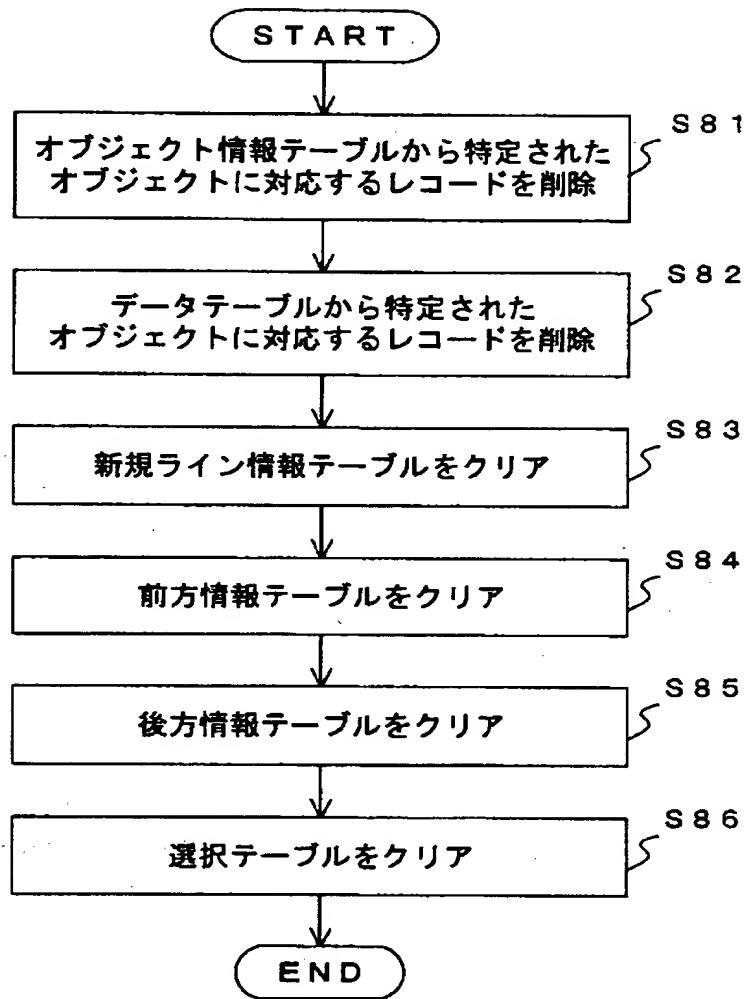 START
S81
オブジェクト情報テーブルから特定された
オブジェクトに対応するレコードを削除
S82
データテーブルから特定された
オブジェクトに対応するレコードを削除
S83
新規ライン情報テーブルをクリア
S84
前方情報テーブルをクリア
S85
後方情報テーブルをクリア
S86
選択テーブルをクリア
END